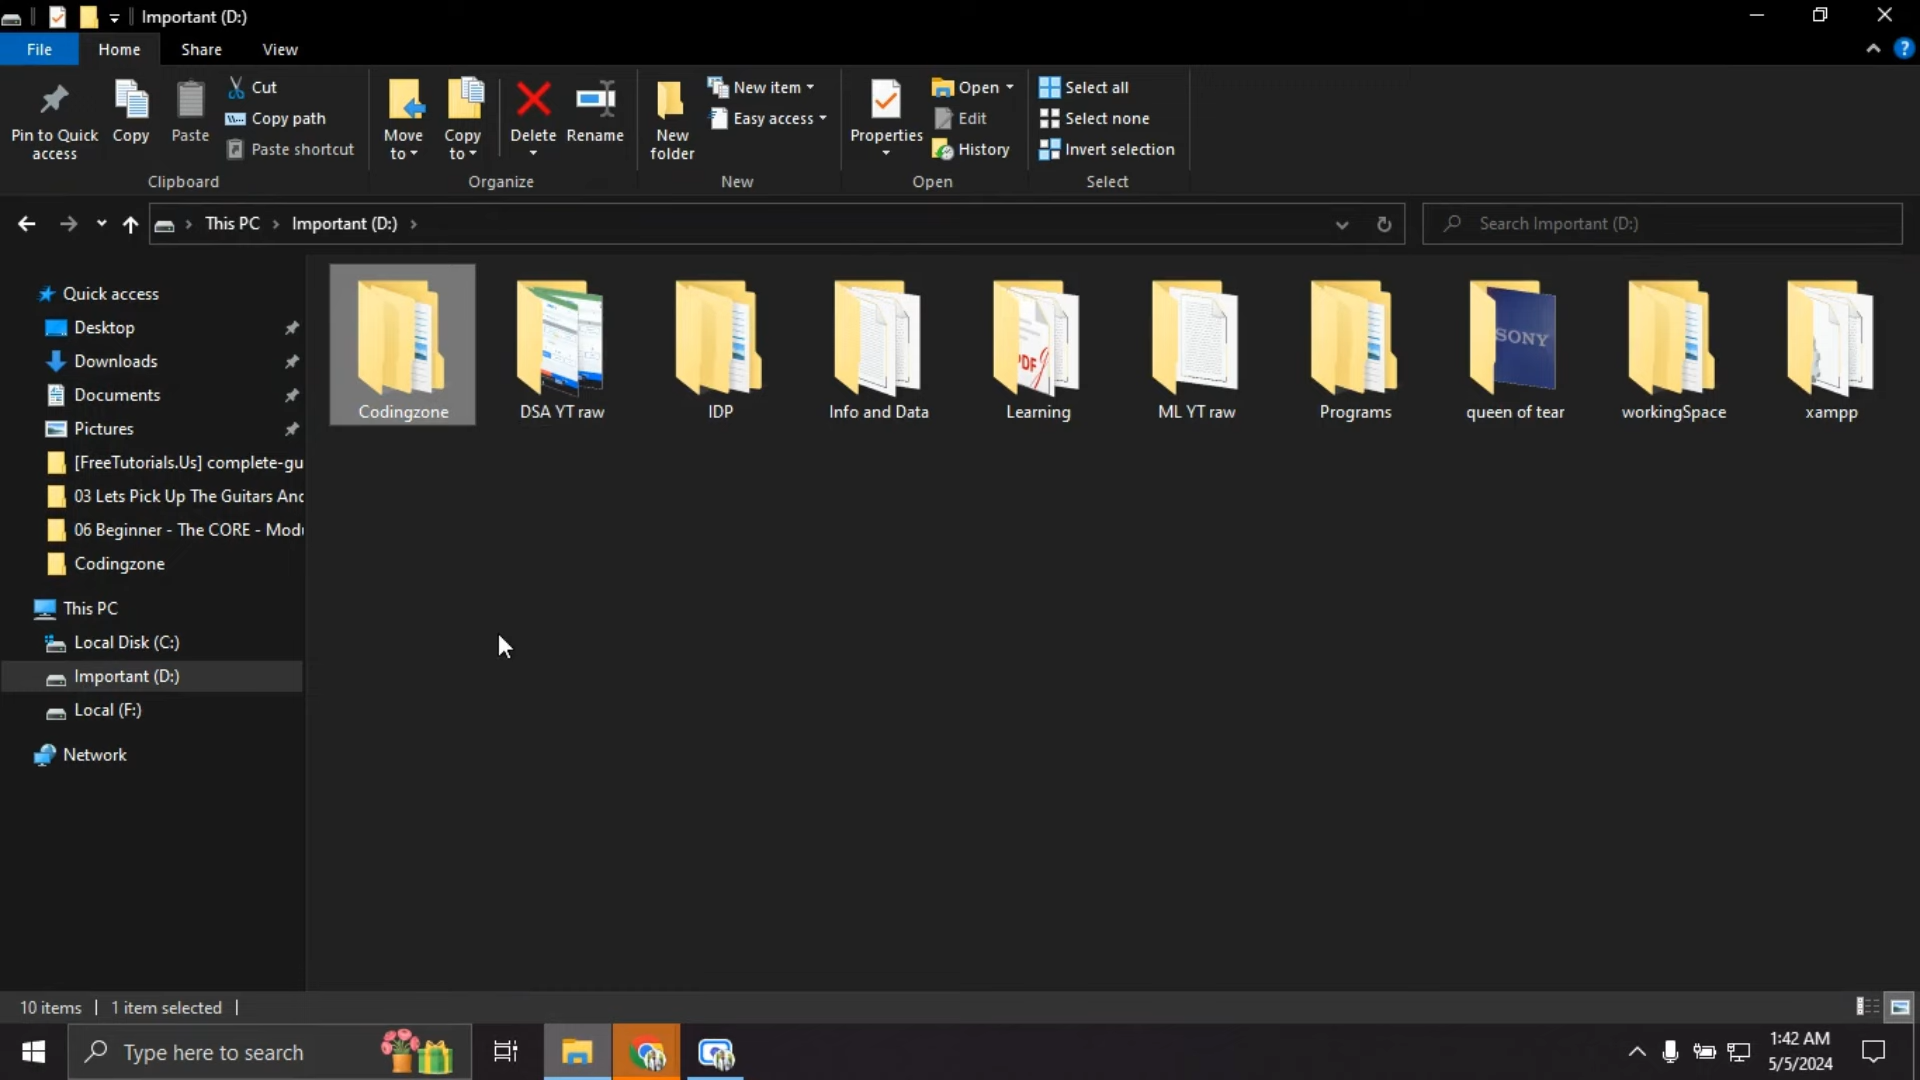 Important (D:)
File Home Share View
Pin to Quick access
Copy
Paste
Cut
Copy path
Paste shortcut
Clipboard
Move to
Copy to
Delete
Rename
Organize
New folder
New item
Easy access
New
Properties
Open
Edit
History
Open
Select all
Select none
Invert selection
Select
This PC Important (D:)
Search Important (D:)
Quick access
Desktop
Downloads
Documents
Pictures
[FreeTutorials.Us] complete-gu
03 Lets Pick Up The Guitars And
06 Beginner - The CORE - Modu
Codingzone
This PC
Local Disk (C:)
Important (D:)
Local (F:)
Network
PDF
SONY
Codingzone DSA YT raw IDP Info and Data Learning ML YT raw Programs queen of tear workingSpace xampp
10 items 1 item selected
Type here to search
1:42 AM
5/5/2024